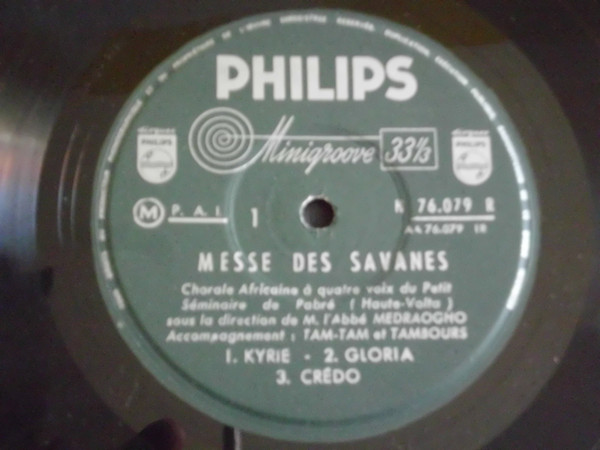 PHILIPS
Minigroove 33⅓
PHILIPS
PHILIPS
M P. A. I. 1
N 76.079 R
AA 76.079 1R
MESSE DES SAVANES
Chorale Africaine à quatre voix du Petit
Séminaire de Pabré ( Haute-Volta )
sous la direction de M. l'Abbé MEDRAOGHO
Accompagnement : TAM-TAM et TAMBOURS
1. KYRIE - 2. GLORIA
3. CRÉDO